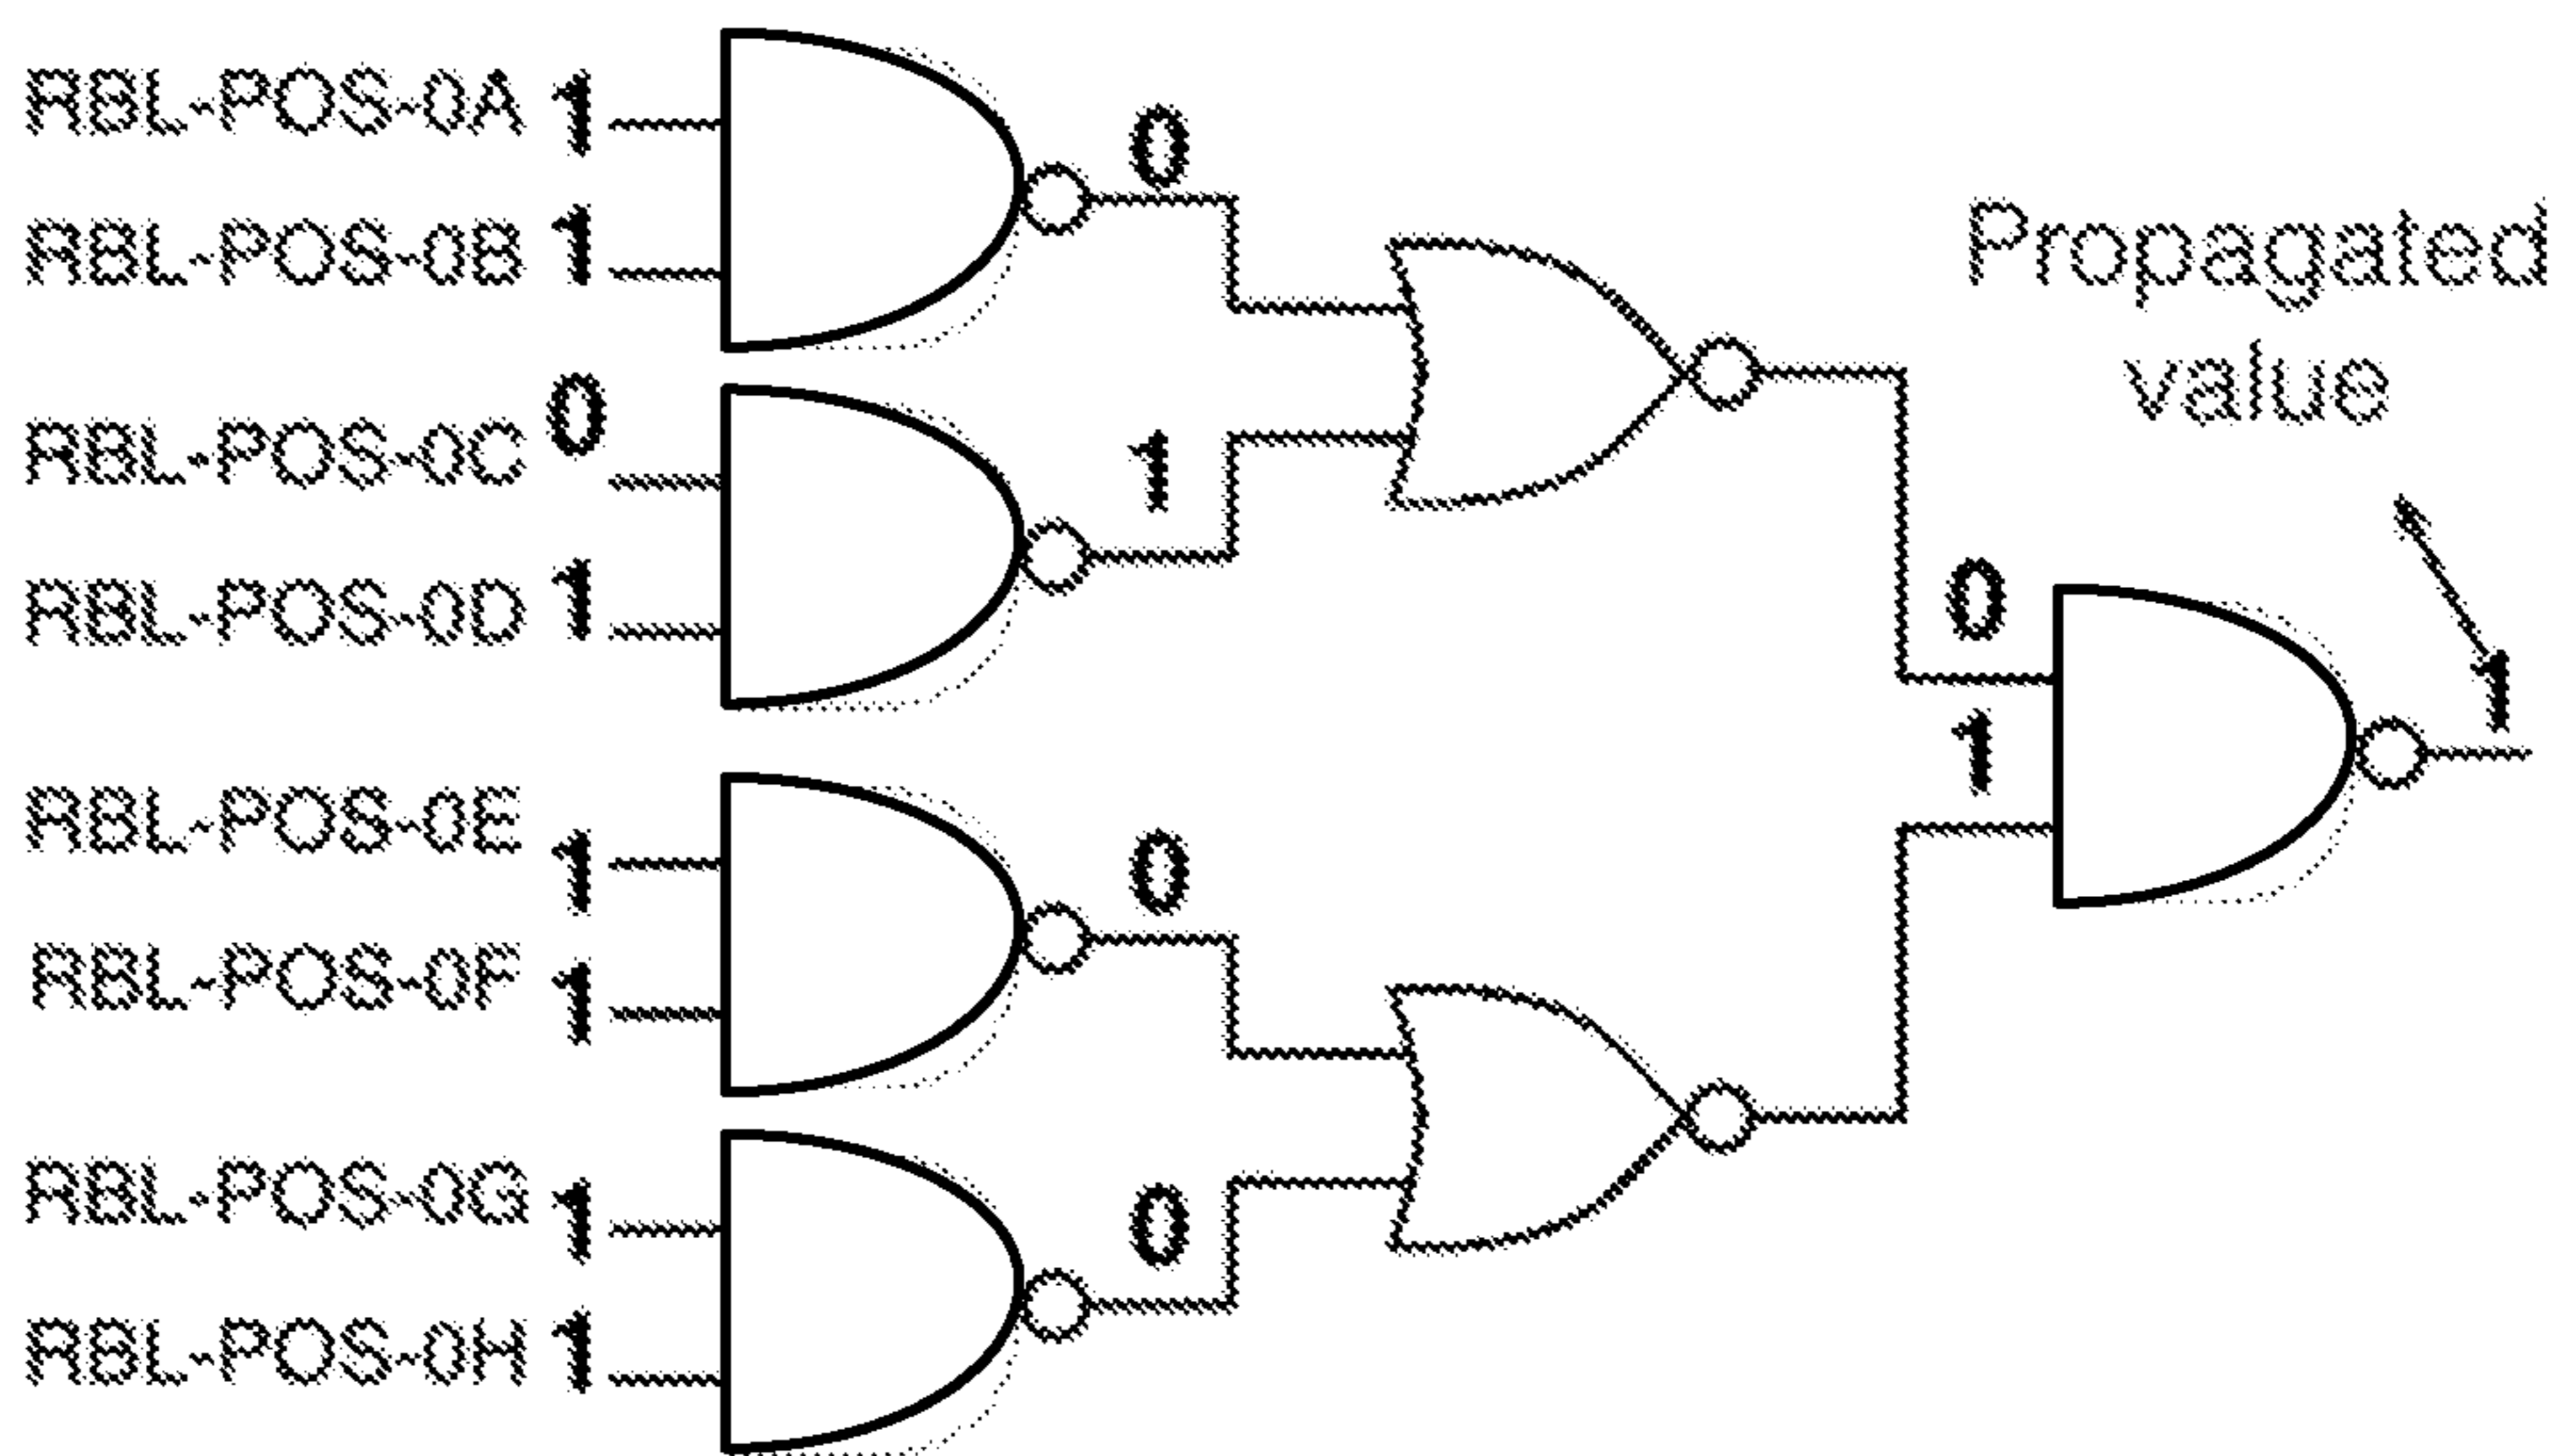 RBL-POS-0A 1
0
RBL-POS-0B 1
Propagated
value
RBL-POS-0C 0
1
RBL-POS-0D 1
0
1
1
RBL-POS-0E 1
0
RBL-POS-0F 1
RBL-POS-0G 1
0
RBL-POS-0H 1